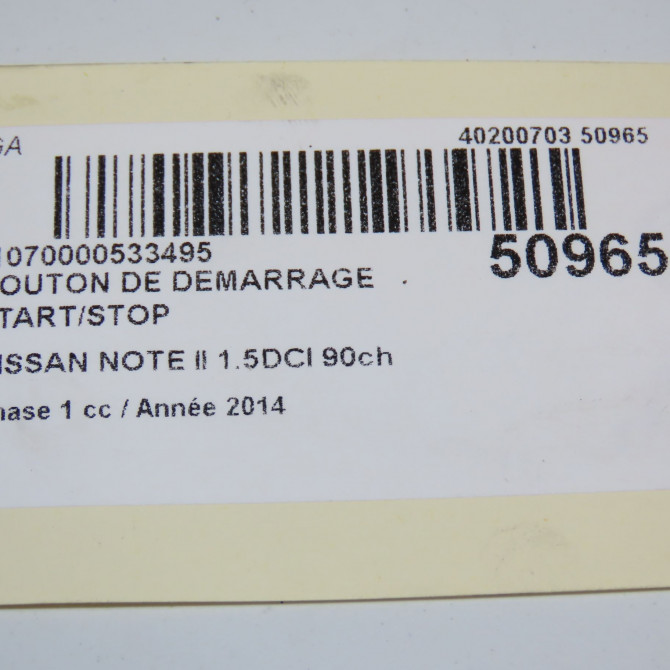 GA
40200703 50965
1070000533495
50965
OUTON DE DEMARRAGE
TART/STOP
ISSAN NOTE II 1.5DCI 90ch
hase 1 cc / Année 2014